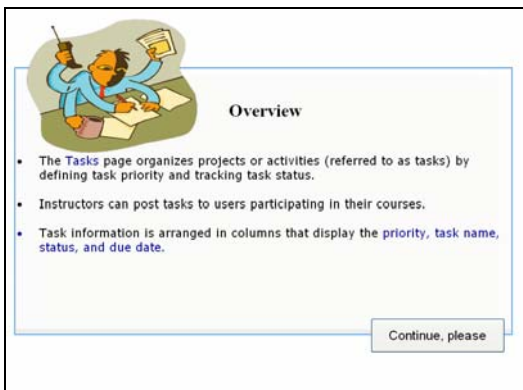 Overview
• The Tasks page organizes projects or activities (referred to as tasks) by
defining task priority and tracking task status.
• Instructors can post tasks to users participating in their courses.
• Task information is arranged in columns that display the priority, task name,
status, and due date.
Continue, please